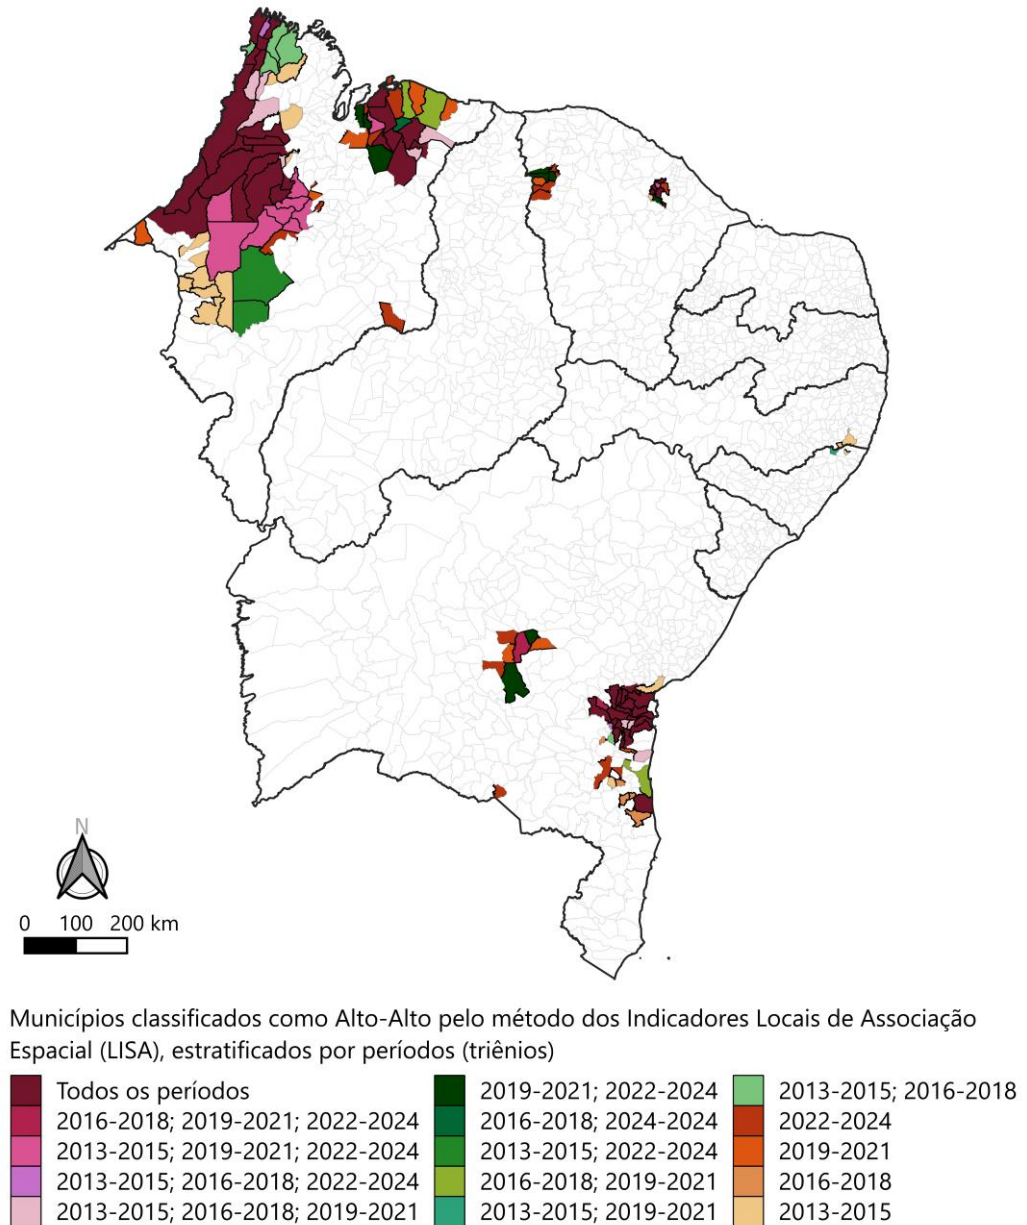 N
0 100 200 km
Municípios classificados como Alto-Alto pelo método dos Indicadores Locais de Associação
Espacial (LISA), estratificados por períodos (triênios)
Todos os períodos
2016-2018; 2019-2021; 2022-2024
2013-2015; 2019-2021; 2022-2024
2013-2015; 2016-2018; 2022-2024
2013-2015; 2016-2018; 2019-2021
2019-2021; 2022-2024
2016-2018; 2024-2024
2013-2015; 2022-2024
2016-2018; 2019-2021
2013-2015; 2019-2021
2013-2015; 2016-2018
2022-2024
2019-2021
2016-2018
2013-2015